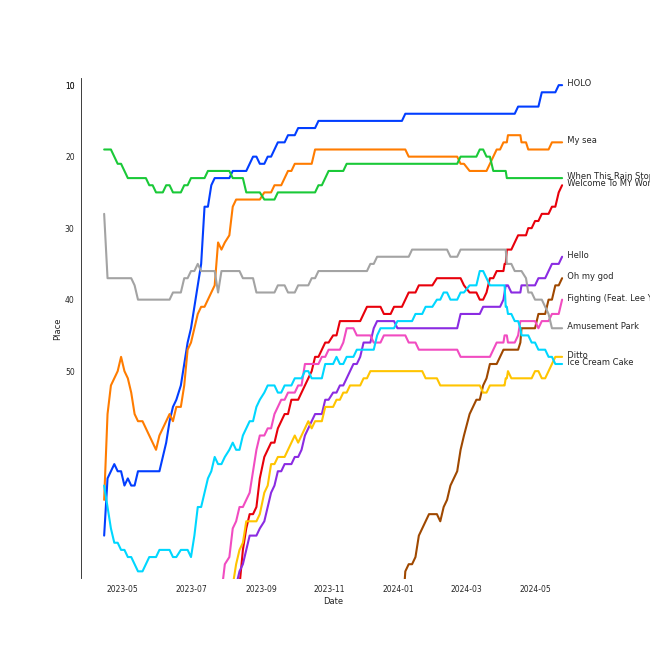 10
HOLO
My sea
20
When This Rain Sto
Welcome To MY Wor
30
Hello
Oh my god
40
Fighting (Feat. Lee Y
Amusement Park
Place
Ditto
Ice Cream Cake
50
2023-05 2023-07 2023-09 2023-11 2024-01 2024-03 2024-05
Date